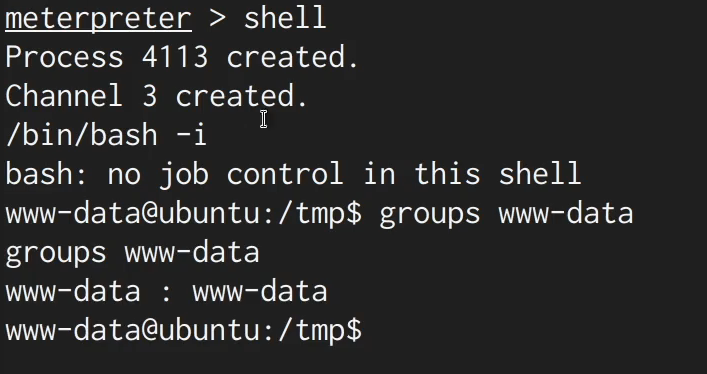 meterpreter > shell
Process 4113 created.
Channel 3 created.
/bin/bash -i
bash: no job control in this shell
www-data@ubuntu:/tmp$ groups www-data
groups www-data
www-data : www-data
www-data@ubuntu:/tmp$